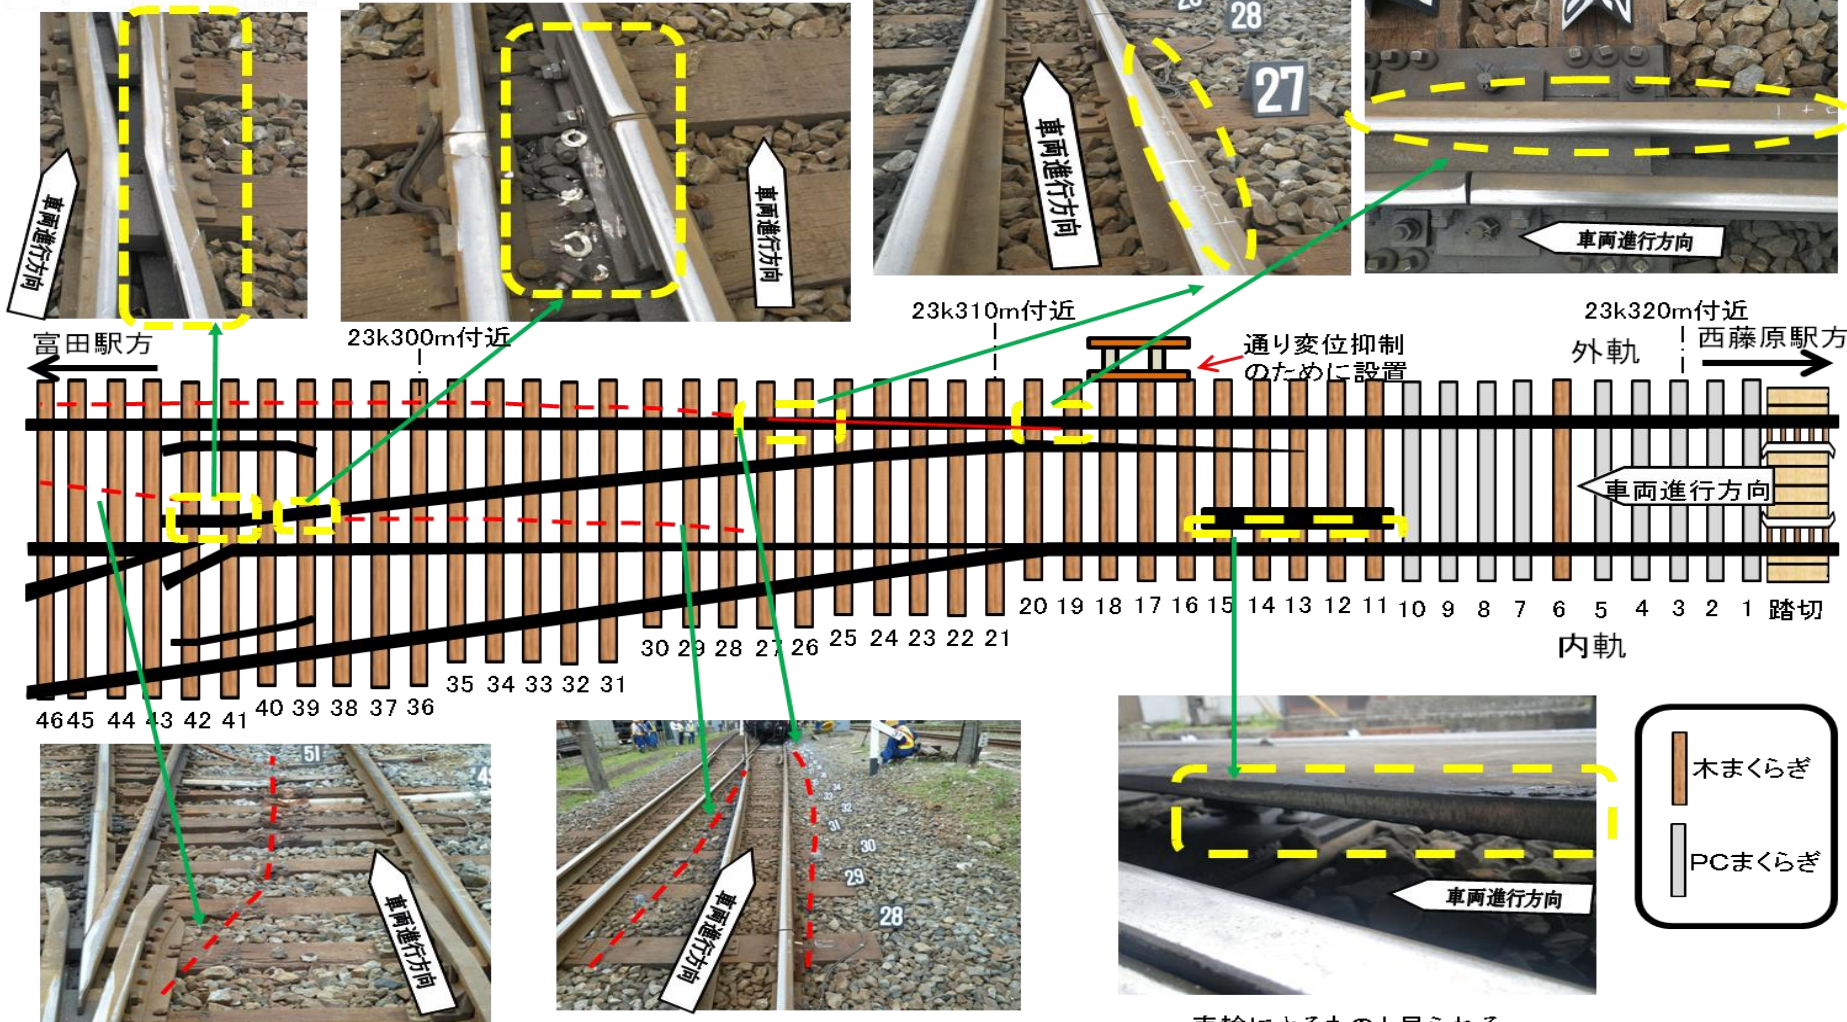 28
27
車両進行方向
車両進行方向
車両進行方向
車両進行方向
富田駅方
23k300m付近
23k310m付近
通り変位抑制
のために設置
外軌
23k320m付近
西藤原駅方
車両進行方向
46 45 44 43 42 41 40 39 38 37 36 35 34 33 32 31 30 29 28 27 26 25 24 23 22 21 20 19 18 17 16 15 14 13 12 11 10 9 8 7 6 5 4 3 2 1 踏切
内軌
51
車両進行方向
34
33
32
31
30
29
28
車両進行方向
車両進行方向
木まくらぎ
PCまくらぎ